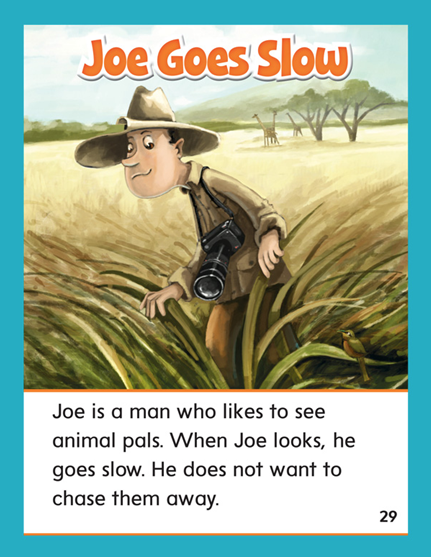 Joe Goes Slow
Joe is a man who likes to see
animal pals. When Joe looks, he
goes slow. He does not want to
chase them away.
29